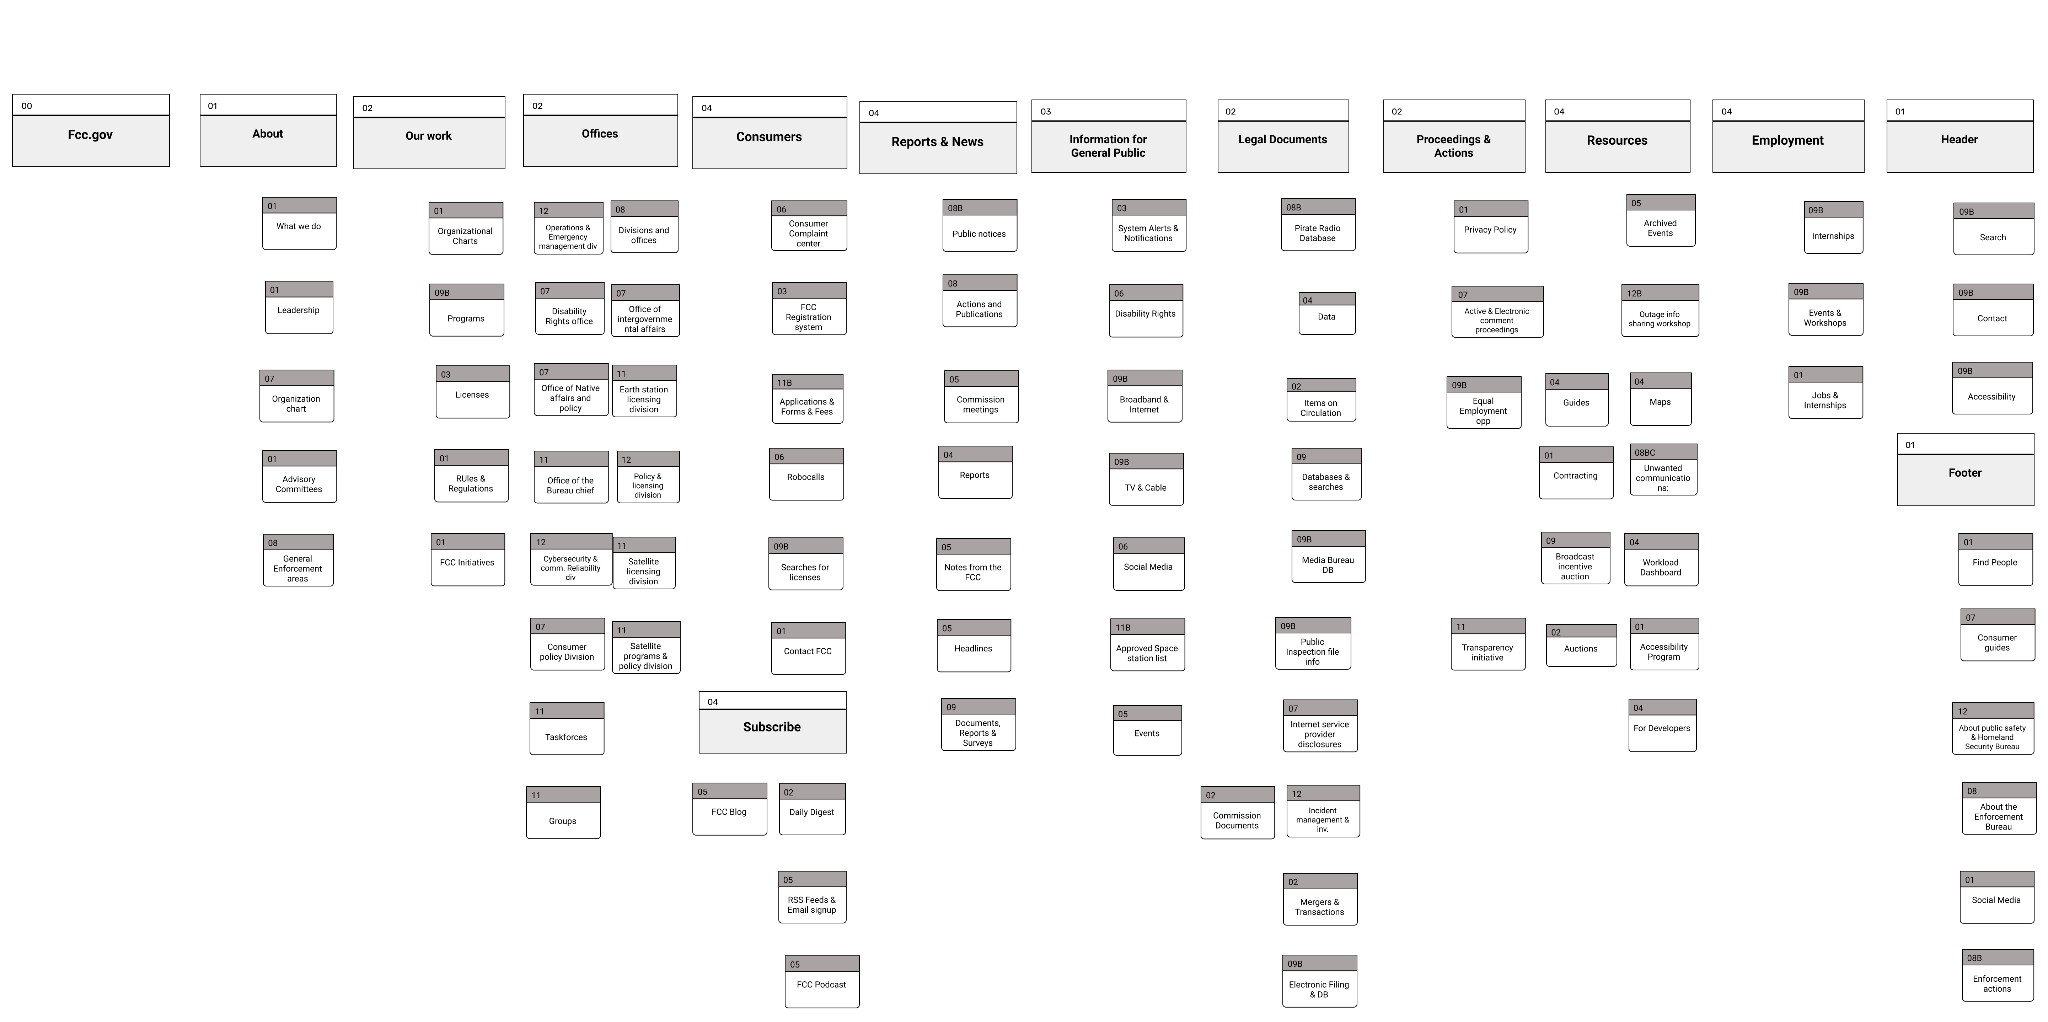 00
Fcc.gov
01
About
01
What we do
01
Leadership
07
Organization
chart
01
Advisory
Committees
08
General
Enforcement
areas
02
Our work
01
Organizational
Charts
09B
Programs
03
Licenses
01
RUles &
Regulations
01
FCC Initiatives
02
Offices
12
Operations &
Emergency
management div
08
Divisions and
offices
07
Disability
Rights office
07
Office of
intergovernme
ntal affairs
07
Office of Native
affairs and
policy
11
Earth station
licensing
division
11
Office of the
Bureau chief
12
Policy &
licensing
division
12
Cybersecurity &
comm. Reliability
div
11
Satellite
licensing
division
07
Consumer
policy Division
11
Satellite
programs &
policy division
11
Taskforces
11
Groups
04
Consumers
06
Consumer
Complaint
center
03
FCC
Registration
system
11B
Applications &
Forms & Fees
06
Robocalls
09B
Searches for
licenses
01
Contact FCC
04
Subscribe
05
FCC Blog
02
Daily Digest
05
RSS Feeds &
Email signup
05
FCC Podcast
04
Reports & News
08B
Public notices
08
Actions and
Publications
05
Commission
meetings
04
Reports
05
Notes from the
FCC
05
Headlines
09
Documents,
Reports &
Surveys
03
Information for
General Public
03
System Alerts &
Notifications
06
Disability Rights
09B
Broadband &
Internet
09B
TV & Cable
06
Social Media
11B
Approved Space
station list
05
Events
02
Legal Documents
08B
Pirate Radio
Database
04
Data
02
Items on
Circulation
09
Databases &
searches
09B
Media Bureau
DB
09B
Public
Inspection file
info
07
Internet service
provider
disclosures
02
Commission
Documents
12
Incident
management &
inv.
02
Mergers &
Transactions
09B
Electronic Filing
& DB
02
Proceedings &
Actions
01
Privacy Policy
07
Active & Electronic
comment
proceedings
09B
Equal
Employment
opp
11
Transparency
initiative
04
Resources
05
Archived
Events
12B
Outage info
sharing workshop
04
Guides
04
Maps
01
Contracting
08BC
Unwanted
communicatio
ns:
09
Broadcast
incentive
auction
04
Workload
Dashboard
02
Auctions
01
Accessibility
Program
04
For Developers
04
Employment
09B
Internships
09B
Events &
Workshops
01
Jobs &
Internships
01
Header
09B
Search
09B
Contact
09B
Accessibility
01
Footer
01
Find People
07
Consumer
guides
12
About public safety
& Homeland
Security Bureau
08
About the
Enforcement
Bureau
01
Social Media
08B
Enforcement
actions